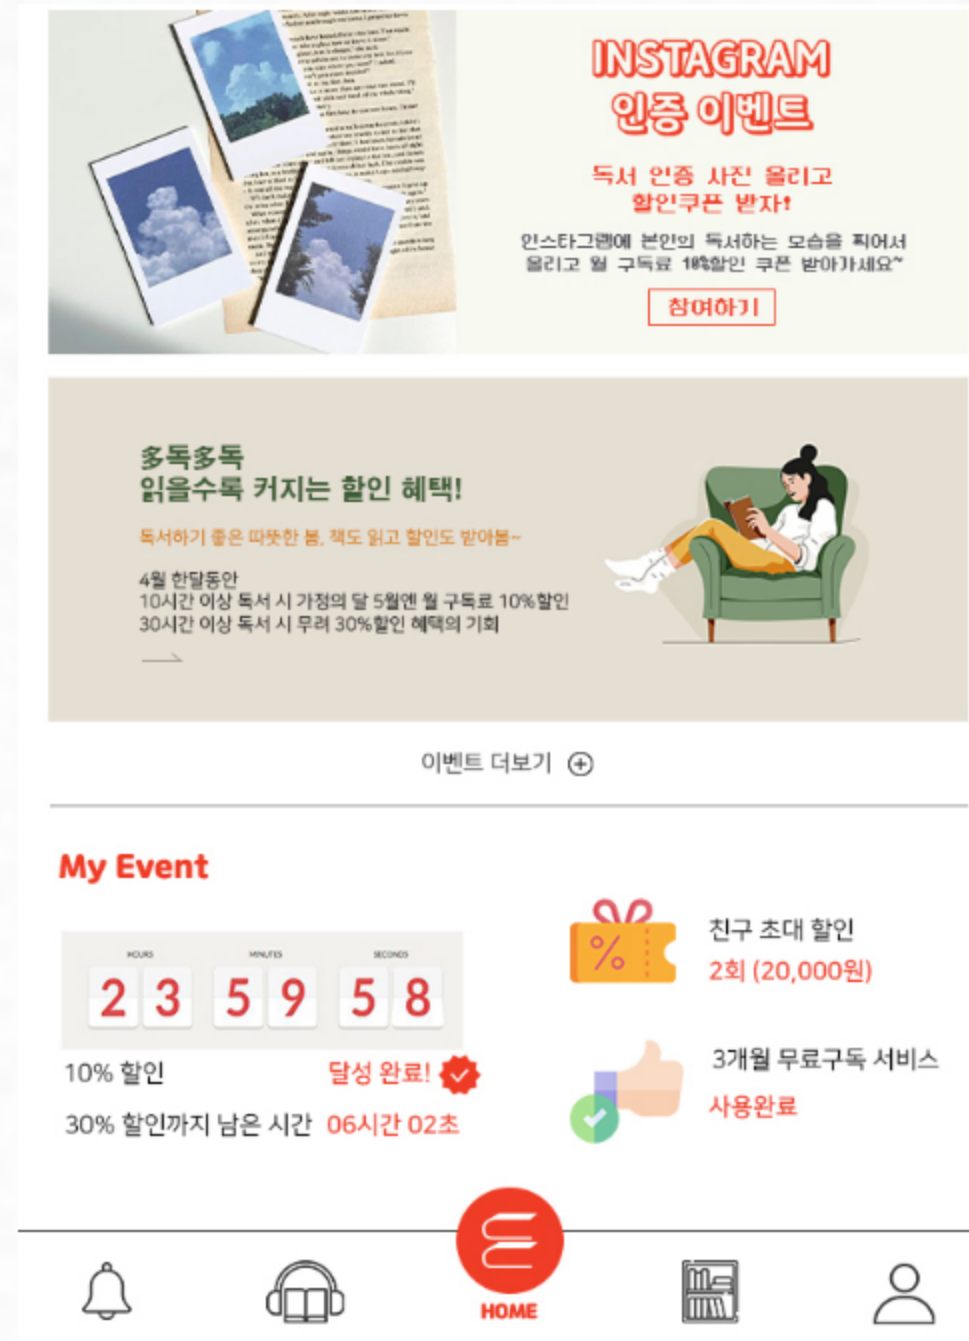 INSTAGRAM
인증 이벤트
독서 인증 사진 올리고
할인쿠폰 받자!
인스타그램에 본인의 독서하는 모습을 찍어서
올리고 월 구독료 10%할인 쿠폰 받아가세요~
참여하기
多독多독
읽을수록 커지는 할인 혜택!
독서하기 좋은 따뜻한 봄, 책도 읽고 할인도 받아봄~
4월 한달동안
10시간 이상 독서 시 가정의 달 5월엔 월 구독료 10%할인
30시간 이상 독서 시 무려 30%할인 혜택의 기회
이벤트 더보기
My Event
HOURS MINUTES SECONDS
23 59 58
10% 할인 달성 완료!
30% 할인까지 남은 시간 06시간 02초
친구 초대 할인
2회 (20,000원)
3개월 무료구독 서비스
사용완료
HOME